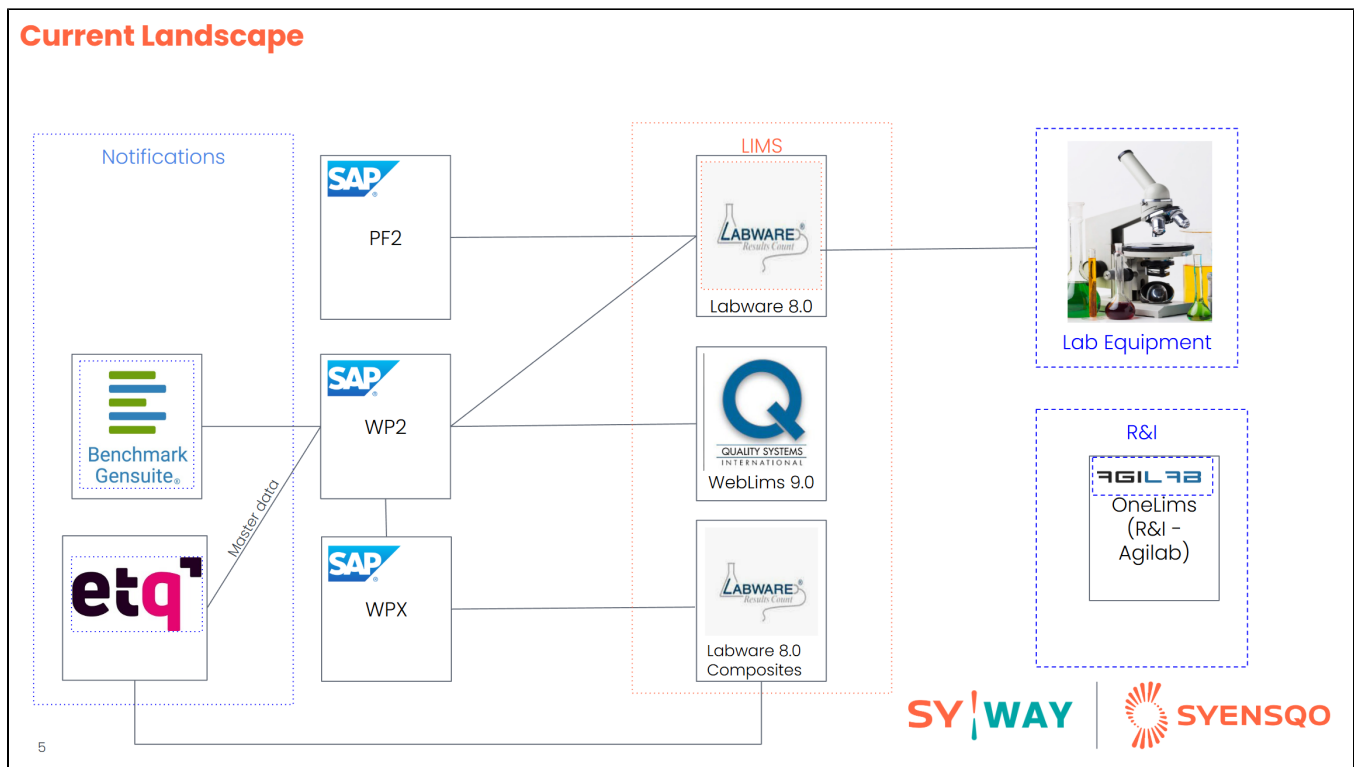 Current Landscape
Notifications
Benchmark
Gensuite®
etq
Master data
SAP®
PF2
SAP®
WP2
SAP®
WPX
LIMS
LABWARE®
Results Count
Labware 8.0
Q
QUALITY SYSTEMS
INTERNATIONAL
WebLims 9.0
LABWARE®
Results Count
Labware 8.0
Composites
Lab Equipment
R&I
AGILAB
OneLims
(R&I -
Agilab)
SY WAY
SYENSQO
5